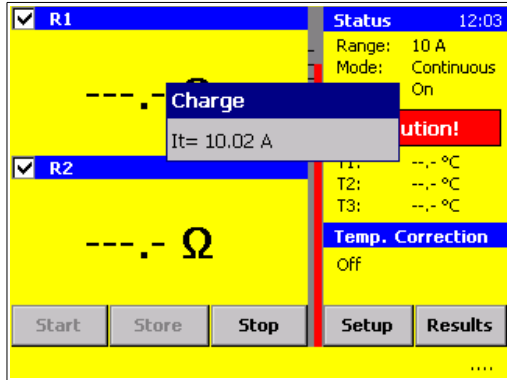 R1
---.- Ω
Charge
It= 10.02 A
R2
---.- Ω
Start Store Stop
Status 12:03
Range: 10 A
Mode: Continuous
On
ution!
T1: --.- °C
T2: --.- °C
T3: --.- °C
Temp. Correction
Off
Setup Results
....